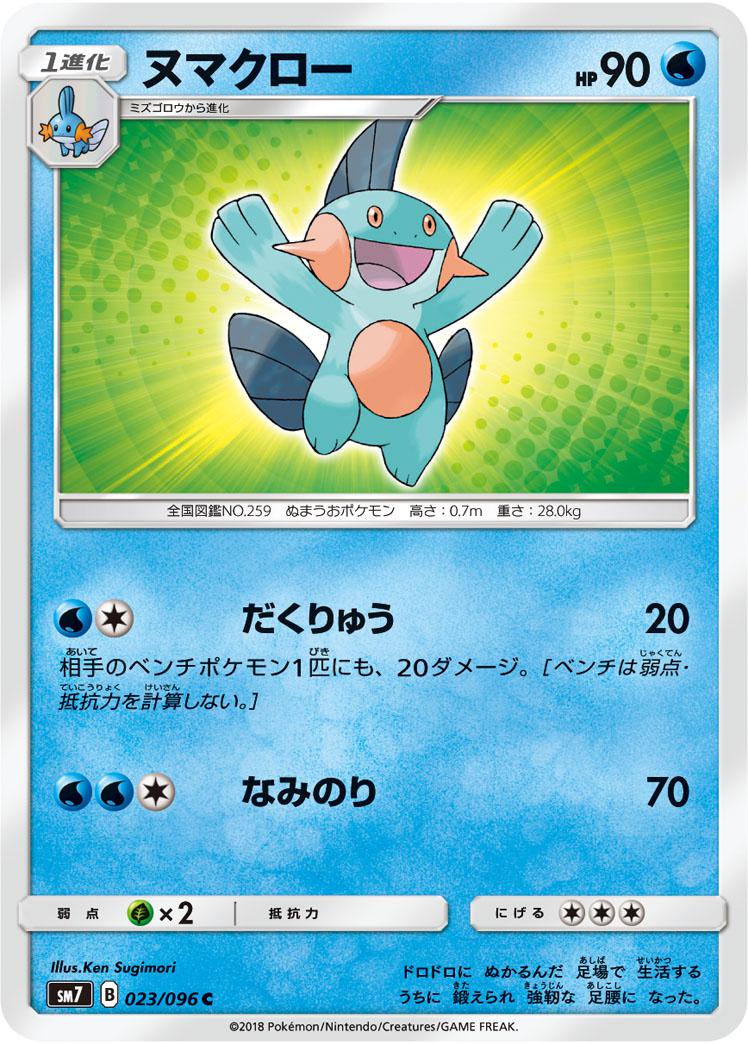 1進化 ヌマクロー HP 90
ミズゴロウから進化
全国図鑑NO.259 ぬまうおポケモン 高さ：0.7m 重さ：28.0kg
だくりゅう 20
相手のベンチポケモン1匹にも、20ダメージ。［ベンチは弱点・
抵抗力を計算しない。］
なみのり 70
弱点 ×2 抵抗力 にげる
Illus.Ken Sugimori
ドロドロに ぬかるんだ 足場で 生活する
うちに 鍛えられ 強靭な 足腰に なった。
SM7 B 023/096 C
©2018 Pokémon/Nintendo/Creatures/GAME FREAK.